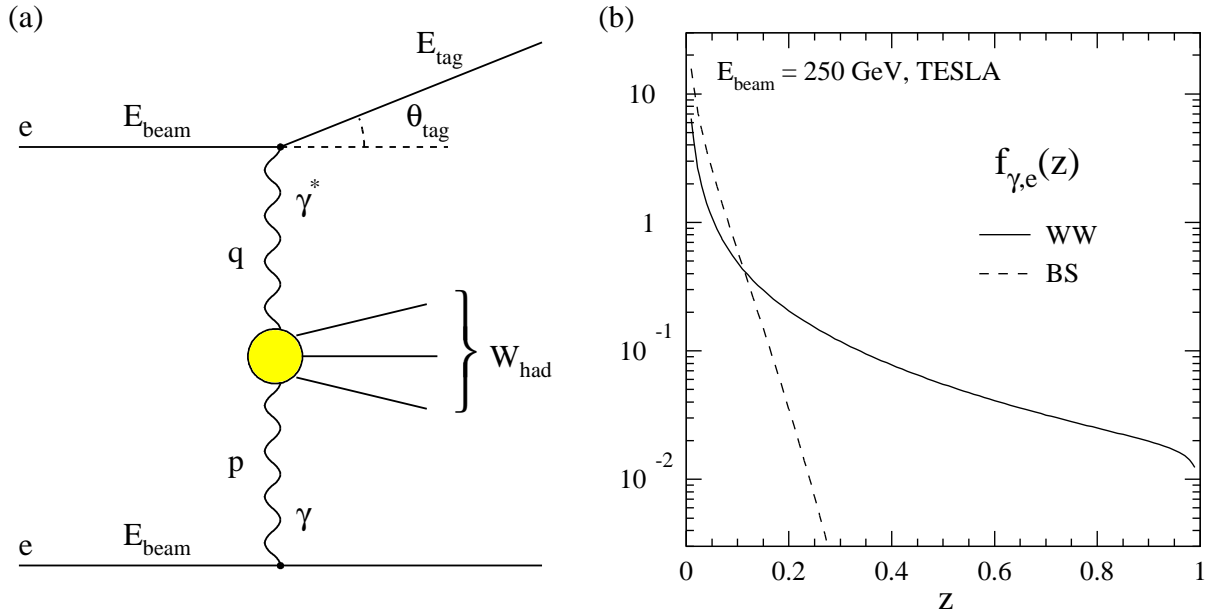 (a)
E_tag
E_beam
θ_tag
e
γ*
q
W_had
p
γ
E_beam
e
(b)
E_beam = 250 GeV, TESLA
f_γ,e(z)
WW
BS
10
1
10^-1
10^-2
0 0.2 0.4 0.6 0.8 1
z